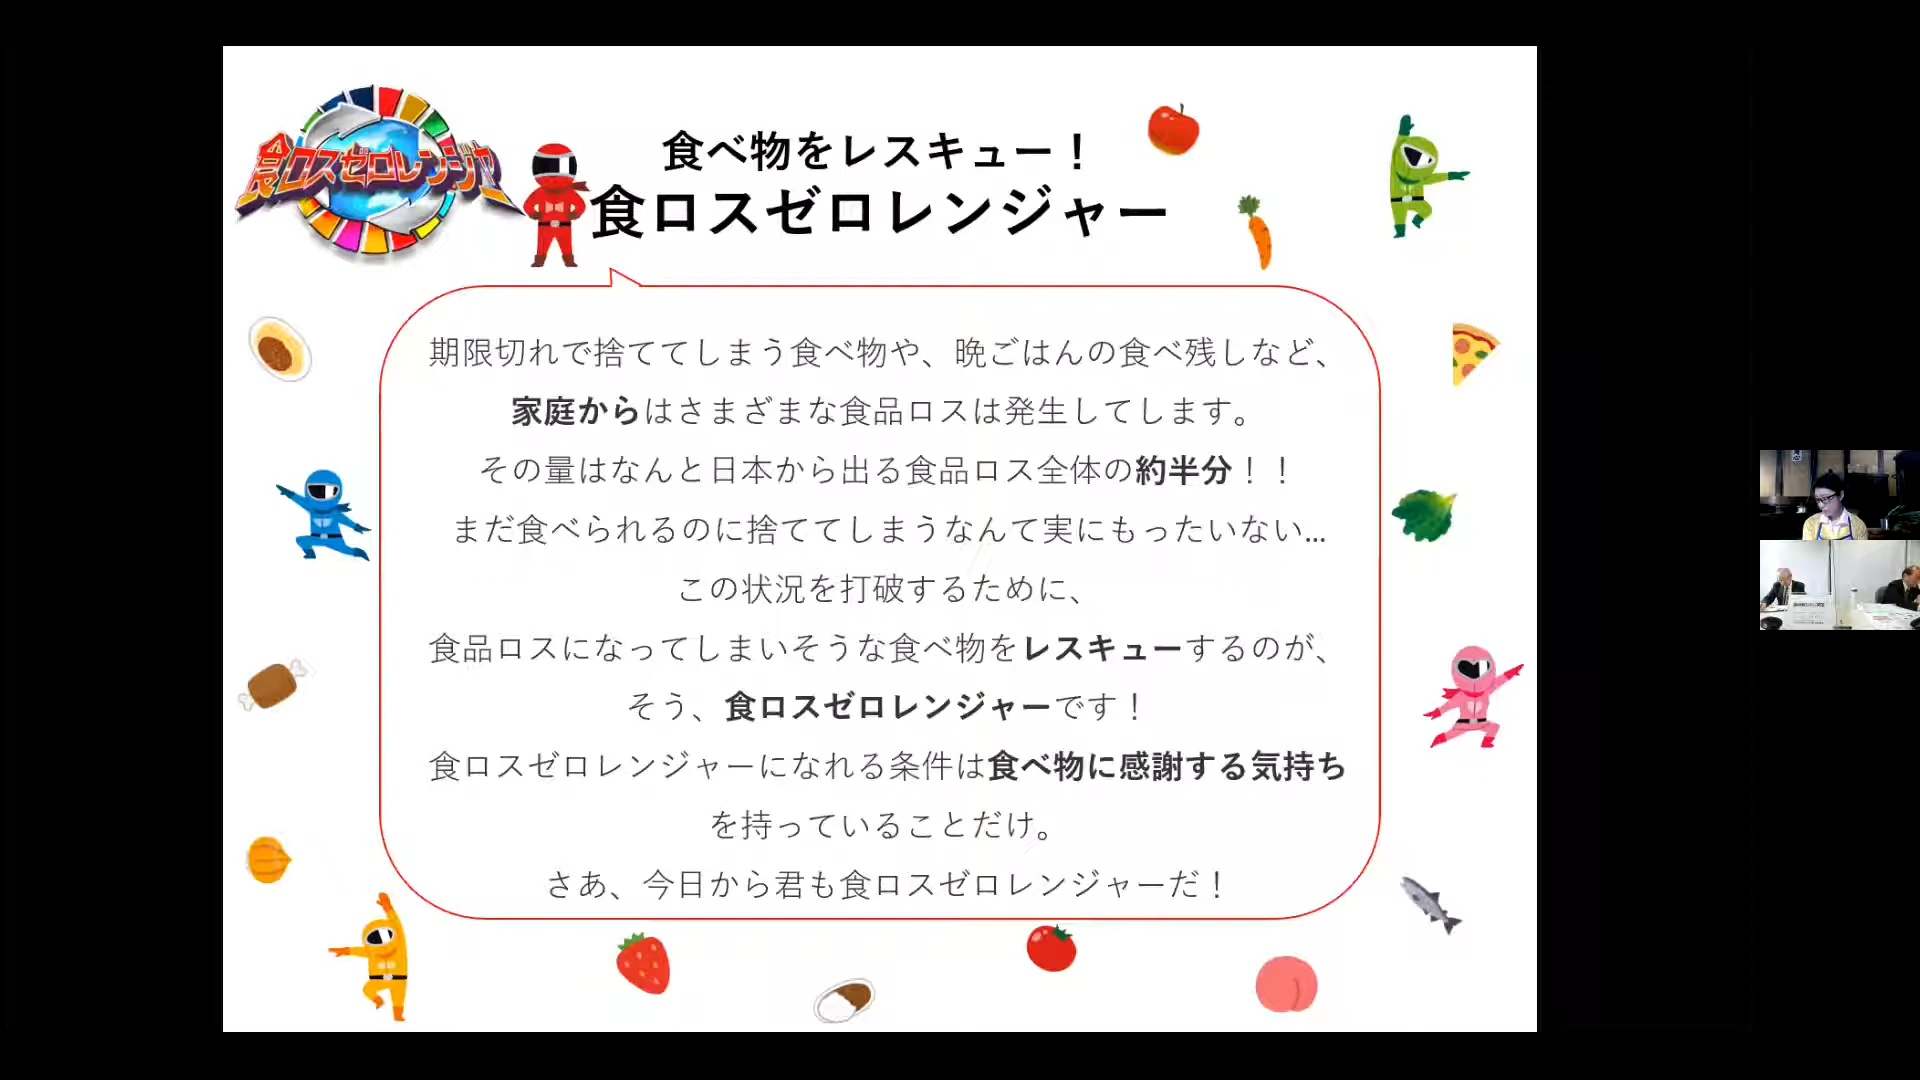 食ロスゼロレンジャー
食べ物をレスキュー！
食ロスゼロレンジャー
期限切れで捨ててしまう食べ物や、晩ごはんの食べ残しなど、
家庭からはさまざまな食品ロスは発生してします。
その量はなんと日本から出る食品ロス全体の約半分！！
まだ食べられるのに捨ててしまうなんて実にもったいない...
この状況を打破するために、
食品ロスになってしまいそうな食べ物をレスキューするのが、
そう、食ロスゼロレンジャーです！
食ロスゼロレンジャーになれる条件は食べ物に感謝する気持ち
を持っていることだけ。
さあ、今日から君も食ロスゼロレンジャーだ！